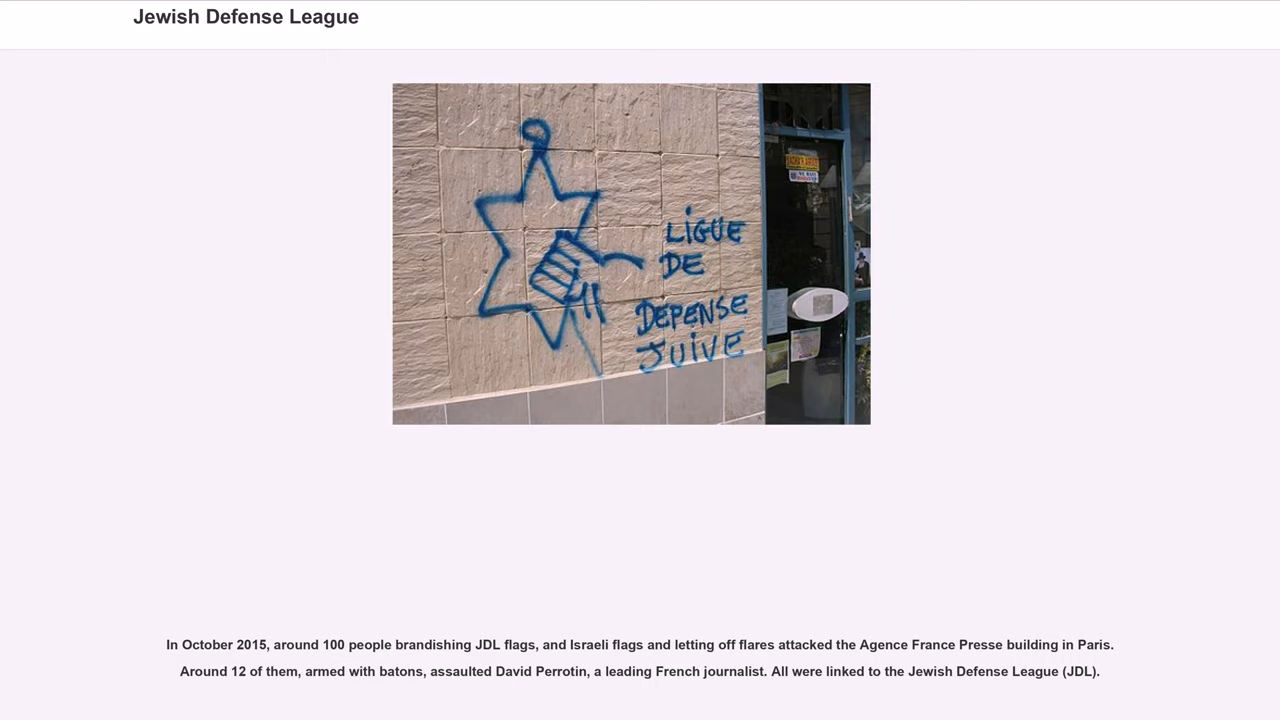 Jewish Defense League
LIGUE
DE
DEFENSE
JUIVE
In October 2015, around 100 people brandishing JDL flags, and Israeli flags and letting off flares attacked the Agence France Presse building in Paris.
Around 12 of them, armed with batons, assaulted David Perrotin, a leading French journalist. All were linked to the Jewish Defense League (JDL).